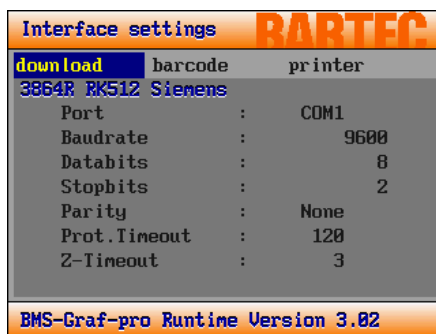 Interface settings BARTEC
download barcode printer
3864R RK512 Siemens
Port : COM1
Baudrate : 9600
Databits : 8
Stopbits : 2
Parity : None
Prot.Timeout : 120
Z-Timeout : 3
BMS-Graf-pro Runtime Version 3.02